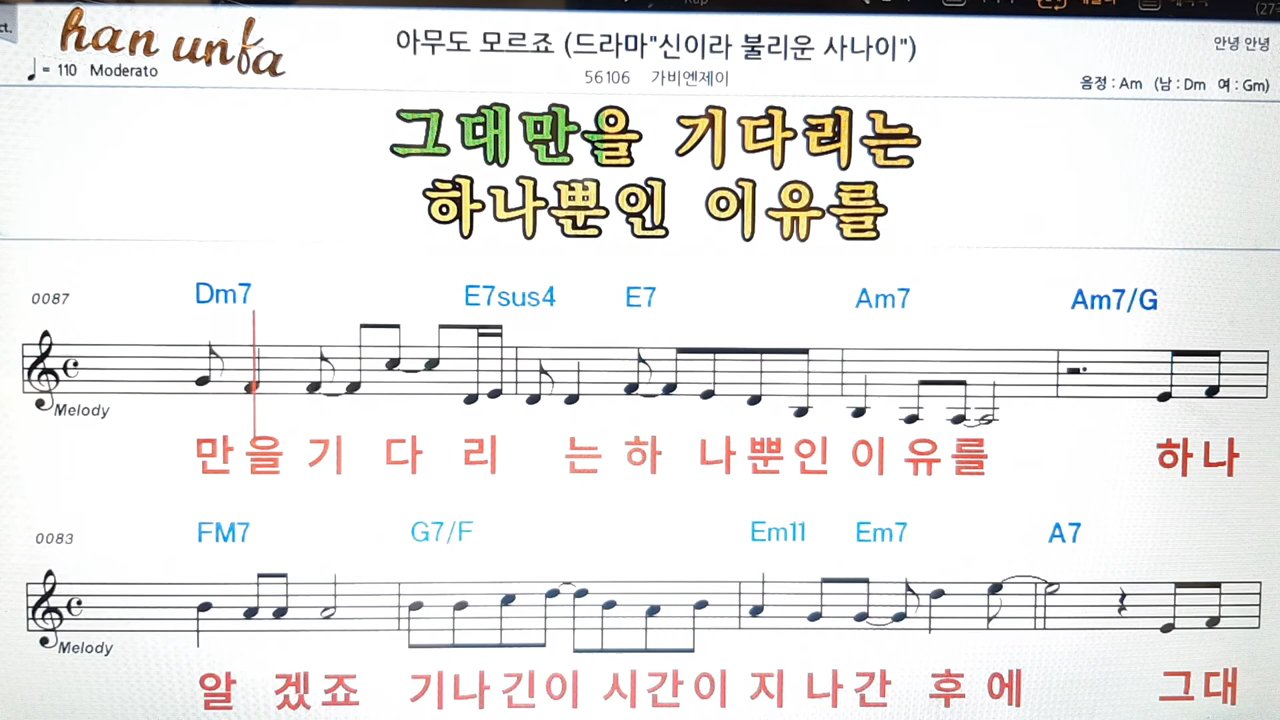 ct.
han unfa
♩= 110 Moderato
아무도 모르죠 (드라마"신이라 불리운 사나이")
56106 가비엔제이
안녕 안녕
음정 : Am (남 : Dm 여 : Gm)
그대만을 기다리는
하나뿐인 이유를
0087
Dm7 E7sus4 E7 Am7 Am7/G
Melody
만 을 기 다 리 는 하 나 뿐 인 이 유 를 하 나
0083
FM7 G7/F Em11 Em7 A7
Melody
알 겠 죠 기 나 긴 이 시 간 이 지 나 간 후 에 그 대